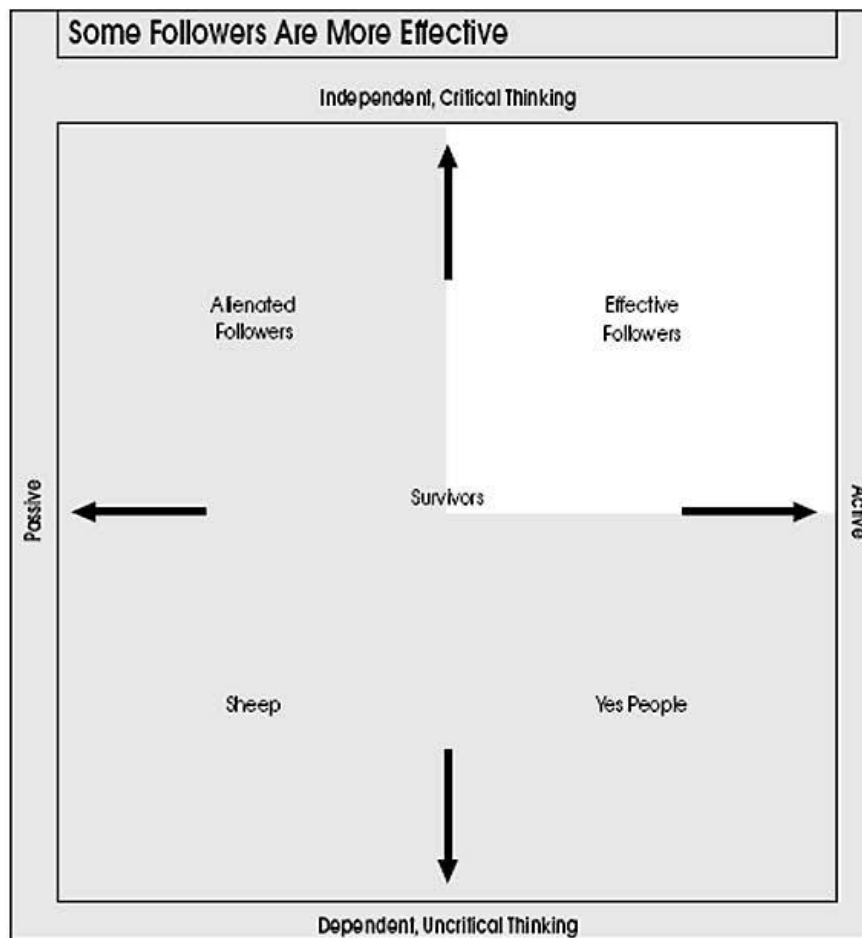 Some Followers Are More Effective
Independent, Critical Thinking
Alienated
Followers
Effective
Followers
Survivors
Passive
Active
Sheep
Yes People
Dependent, Uncritical Thinking